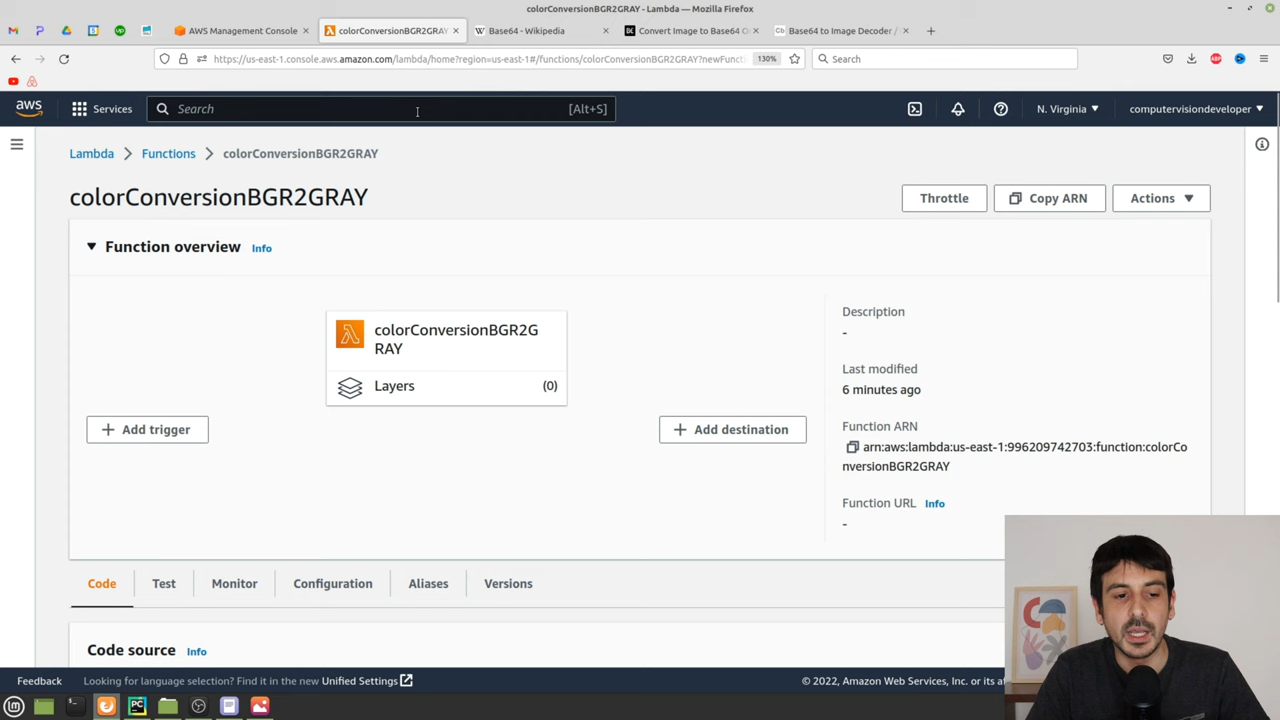 colorConversionBGR2GRAY - Lambda — Mozilla Firefox
AWS Management Console
colorConversionBGR2GRAY
Base64 - Wikipedia
Convert Image to Base64 O
Base64 to Image Decoder /
https://us-east-1.console.aws.amazon.com/lambda/home?region=us-east-1#/functions/colorConversionBGR2GRAY?newFuncti
130%
Search
aws
Services
Search
[Alt+S]
N. Virginia
computervisiondeveloper
Lambda
Functions
colorConversionBGR2GRAY
colorConversionBGR2GRAY
Throttle
Copy ARN
Actions
Function overview
Info
colorConversionBGR2G
RAY
Layers
(0)
Add trigger
Add destination
Description
-
Last modified
6 minutes ago
Function ARN
arn:aws:lambda:us-east-1:996209742703:function:colorCo
nversionBGR2GRAY
Function URL
Info
-
Code
Test
Monitor
Configuration
Aliases
Versions
Code source
Info
Feedback
Looking for language selection? Find it in the new Unified Settings
© 2022, Amazon Web Services, Inc. or its a